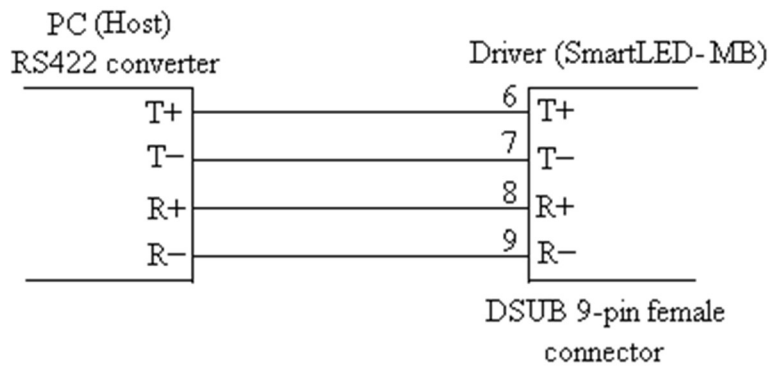 PC (Host)
RS422 converter
Driver (SmartLED-MB)
T+ 6 T+
T− 7 T−
R+ 8 R+
R− 9 R−
DSUB 9-pin female
connector